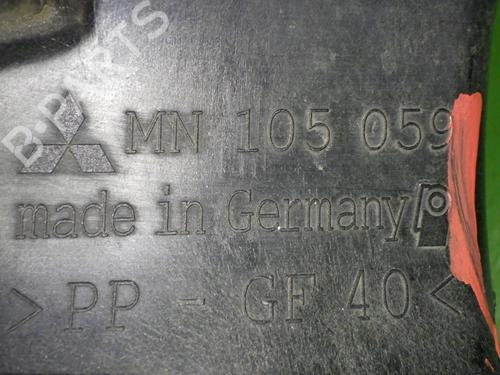 B-PARTS
MN 105 059
made in Germany
>PP - GF 40<